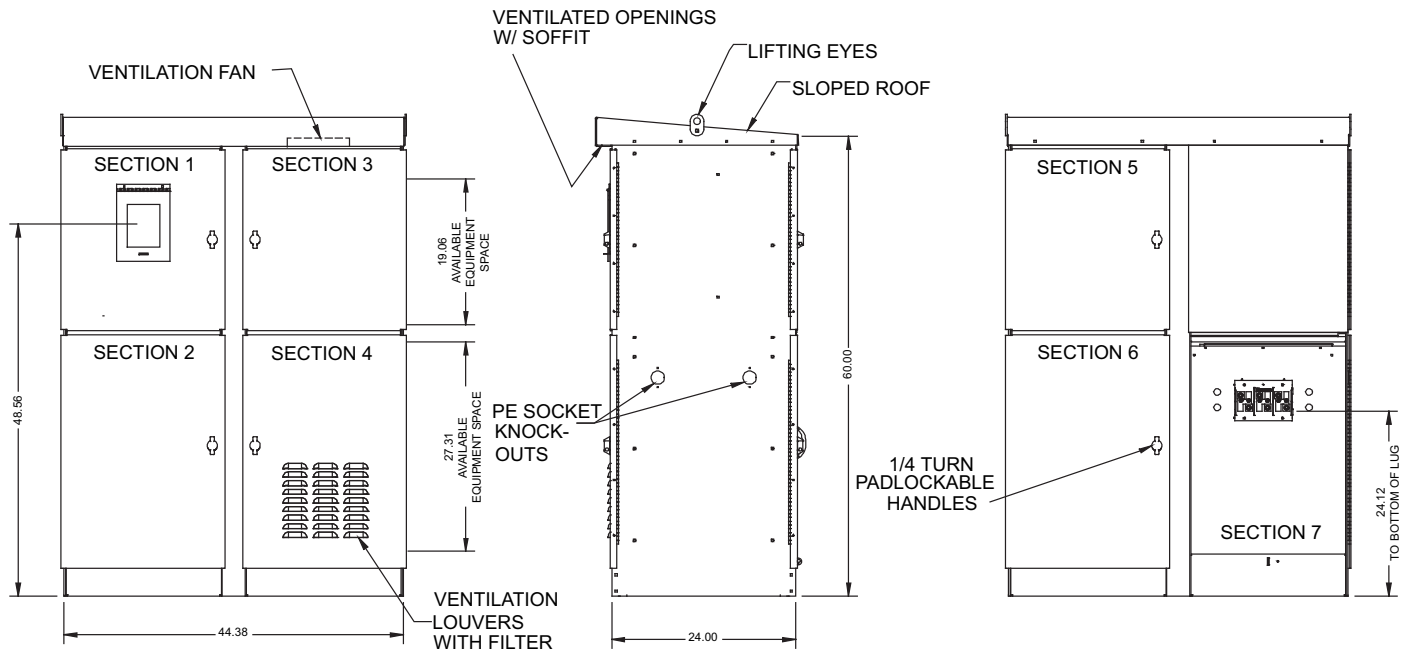 VENTILATION FAN
SECTION 1
SECTION 3
SECTION 2
SECTION 4
48.56
19.06
AVAILABLE
EQUIPMENT
SPACE
27.31
AVAILABLE
EQUIPMENT SPACE
44.38
VENTILATION
LOUVERS
WITH FILTER
VENTILATED OPENINGS
W/ SOFFIT
LIFTING EYES
SLOPED ROOF
PE SOCKET
KNOCK-
OUTS
60.00
24.00
SECTION 5
SECTION 6
1/4 TURN
PADLOCKABLE
HANDLES
SECTION 7
24.12
TO BOTTOM OF LUG